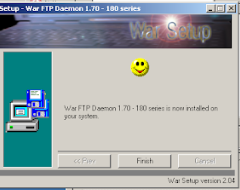 Setup - War FTP Daemon 1.70 - 180 series
War Setup
War FTP Daemon 1.70 - 180 series is now installed on
your system.
<< Prev
Finish
Cancel
War Setup version 2.04